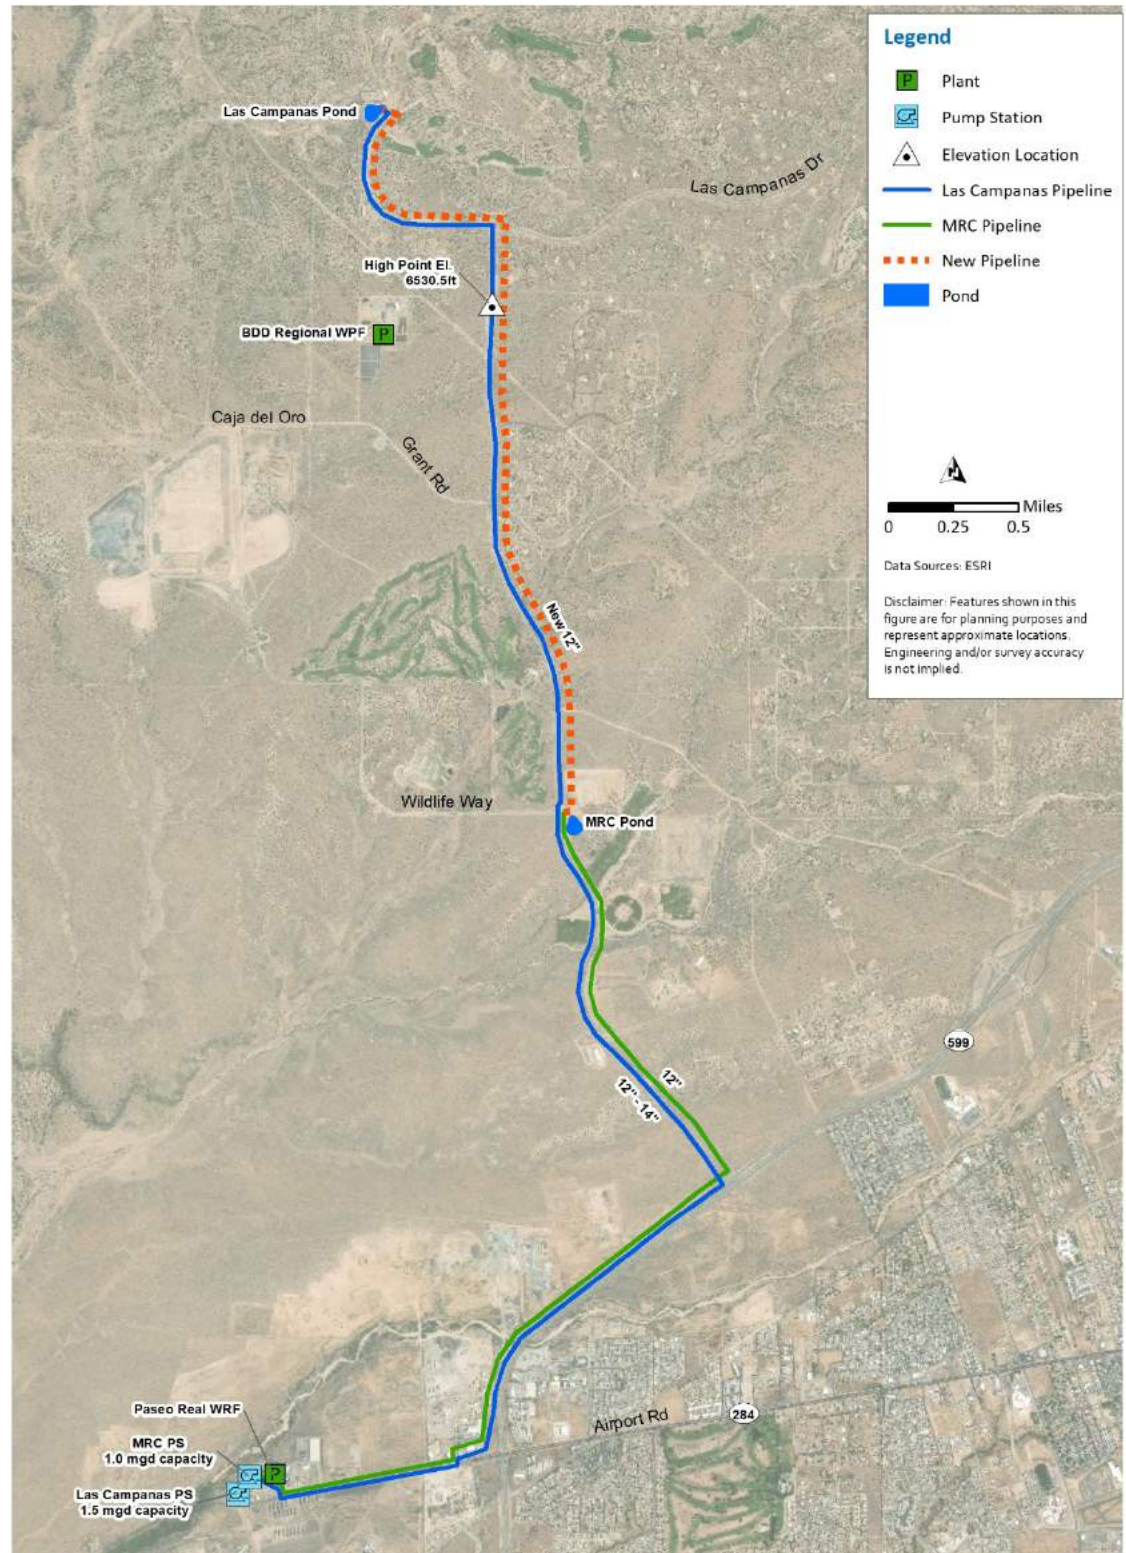 Legend
P Plant
Pump Station
Elevation Location
Las Campanas Pipeline
MRC Pipeline
New Pipeline
Pond
Miles
0 0.25 0.5
Data Sources: ESRI
Disclaimer: Features shown in this
figure are for planning purposes and
represent approximate locations.
Engineering and/or survey accuracy
is not implied.
Las Campanas Pond
Las Campanas Dr
High Point El.
6530.5ft
BDD Regional WPF P
Caja del Oro
Grant Rd
New 12"
Wildlife Way
MRC Pond
599
12"
12" - 14"
Paseo Real WRF
Airport Rd
284
MRC PS
1.0 mgd capacity
P
Las Campanas PS
1.5 mgd capacity